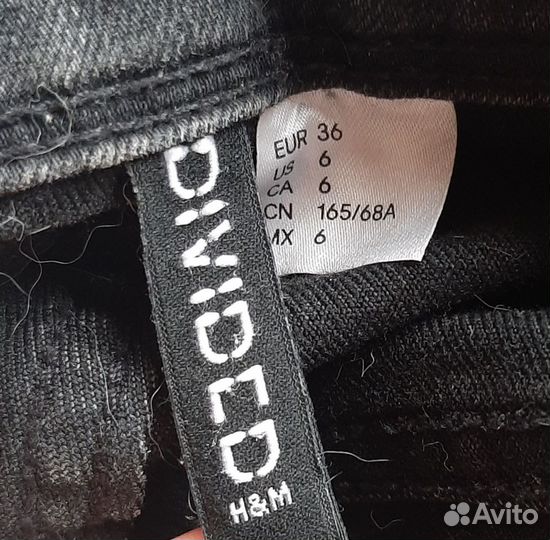 DIVIDED
H&M
EUR 36
US 6
CA 6
CN 165/68A
MX 6
Avito